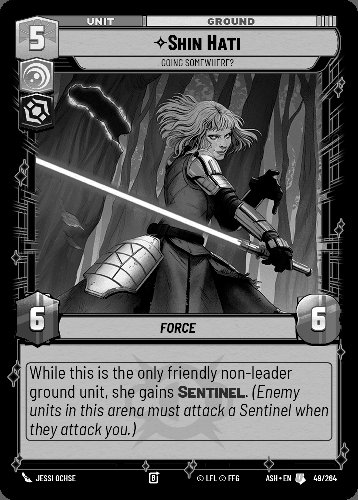 UNIT
GROUND
5
✧SHIN HATI
GOING SOMEWHERE?
6
6
FORCE
While this is the only friendly non-leader
ground unit, she gains SENTINEL. (Enemy
units in this arena must attack a Sentinel when
they attack you.)
JESSI OCHSE
© LFL © FFG
ASH • EN
49/264